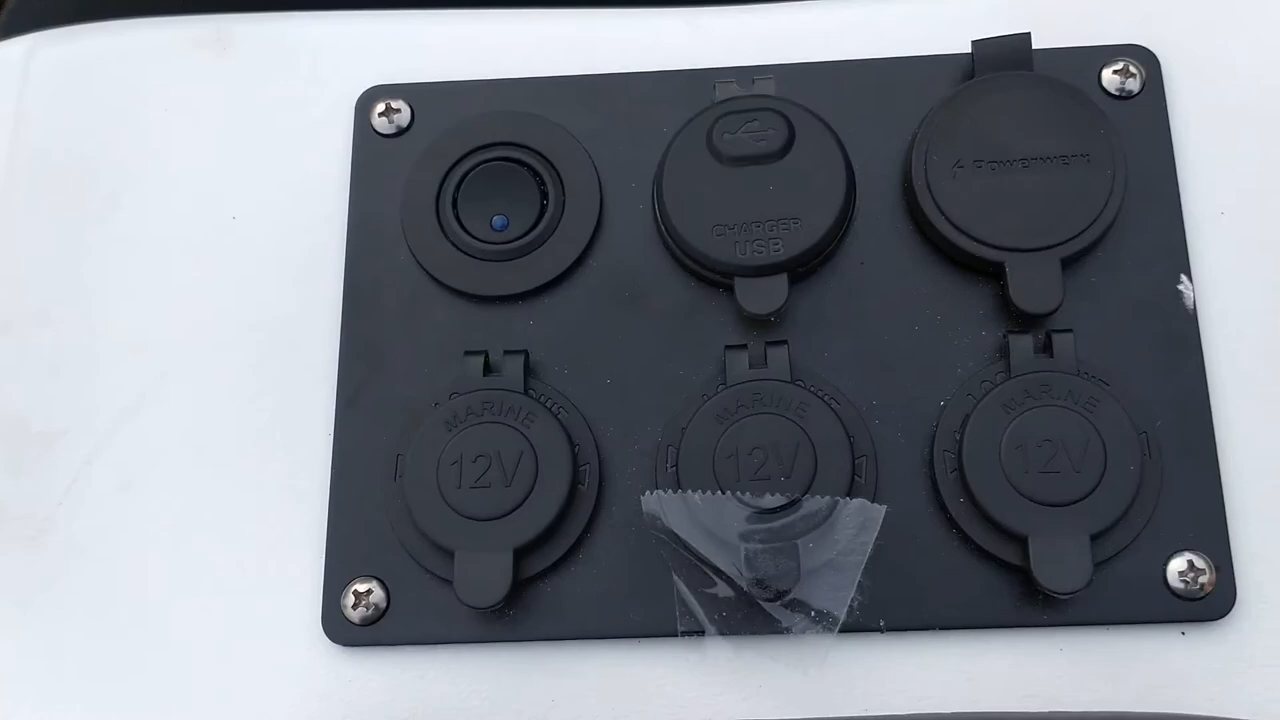 CHARGER
USB
Powerwerx
MARINE
12V
MARINE
12V
MARINE
12V